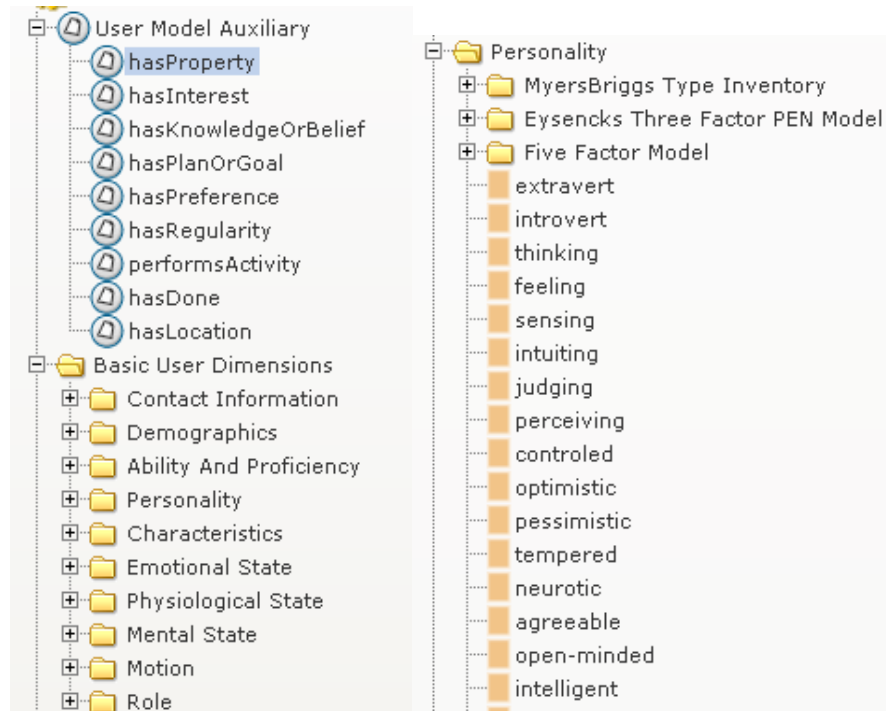 User Model Auxiliary
hasProperty
hasInterest
hasKnowledgeOrBelief
hasPlanOrGoal
hasPreference
hasRegularity
performsActivity
hasDone
hasLocation
Basic User Dimensions
Contact Information
Demographics
Ability And Proficiency
Personality
Characteristics
Emotional State
Physiological State
Mental State
Motion
Role
Personality
MyersBriggs Type Inventory
Eysencks Three Factor PEN Model
Five Factor Model
extravert
introvert
thinking
feeling
sensing
intuiting
judging
perceiving
controled
optimistic
pessimistic
tempered
neurotic
agreeable
open-minded
intelligent